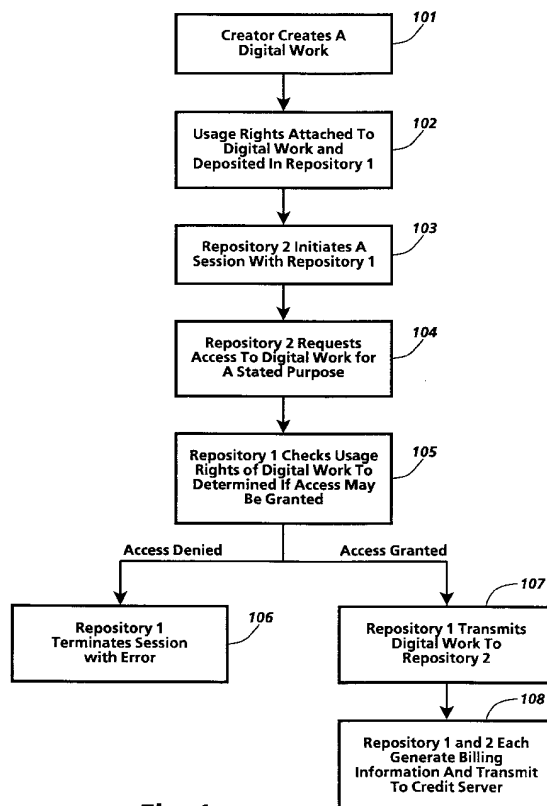 101
Creator Creates A
Digital Work
102
Usage Rights Attached To
Digital Work and
Deposited In Repository 1
103
Repository 2 Initiates A
Session With Repository 1
104
Repository 2 Requests
Access To Digital Work for
A Stated Purpose
105
Repository 1 Checks Usage
Rights of Digital Work To
Determined If Access May
Be Granted
Access Denied
Access Granted
106
Repository 1
Terminates Session
with Error
107
Repository 1 Transmits
Digital Work To
Repository 2
108
Repository 1 and 2 Each
Generate Billing
Information And Transmit
To Credit Server